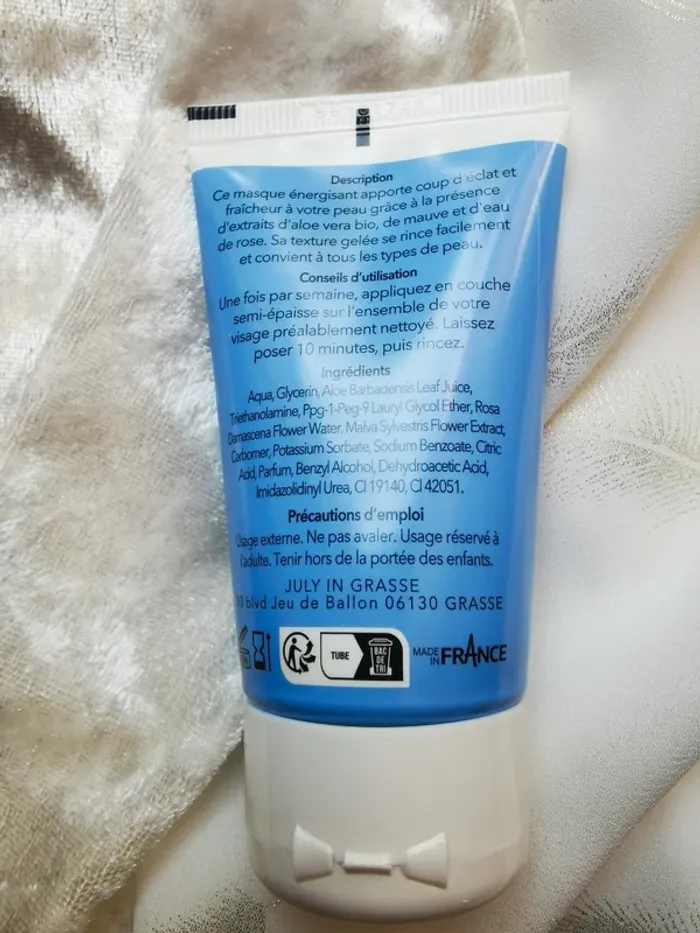 Description
Ce masque énergisant apporte coup d'éclat et
fraîcheur à votre peau grâce à la présence
d'extraits d'aloe vera bio, de mauve et d'eau
de rose. Sa texture gelée se rince facilement
et convient à tous les types de peau.
Conseils d'utilisation
Une fois par semaine, appliquez en couche
semi-épaisse sur l'ensemble de votre
visage préalablement nettoyé. Laissez
poser 10 minutes, puis rincez.
Ingrédients
Aqua, Glycerin, Aloe Barbadensis Leaf Juice,
Triethanolamine, Ppg-1-Peg-9 Lauryl Glycol Ether, Rosa
Damascena Flower Water, Malva Sylvestris Flower Extract,
Carbomer, Potassium Sorbate, Sodium Benzoate, Citric
Acid, Parfum, Benzyl Alcohol, Dehydroacetic Acid,
Imidazolidinyl Urea, CI 19140, CI 42051.
Précautions d'emploi
Usage externe. Ne pas avaler. Usage réservé à
l'adulte. Tenir hors de la portée des enfants.
JULY IN GRASSE
blvd Jeu de Ballon 06130 GRASSE
TUBE
BAC
DE
TRI
MADE IN FRANCE